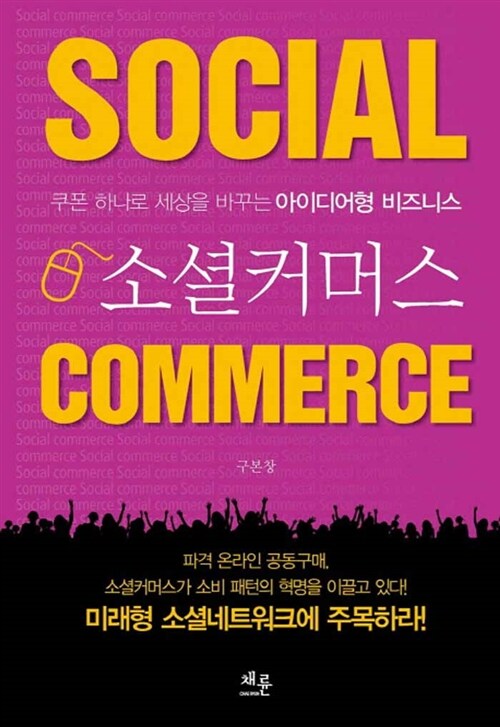 SOCIAL
쿠폰 하나로 세상을 바꾸는 아이디어형 비즈니스
소셜커머스
COMMERCE
구본창
파격 온라인 공동구매,
소셜커머스가 소비 패턴의 혁명을 이끌고 있다!
미래형 소셜네트워크에 주목하라!
채륜
CHAE RYUN